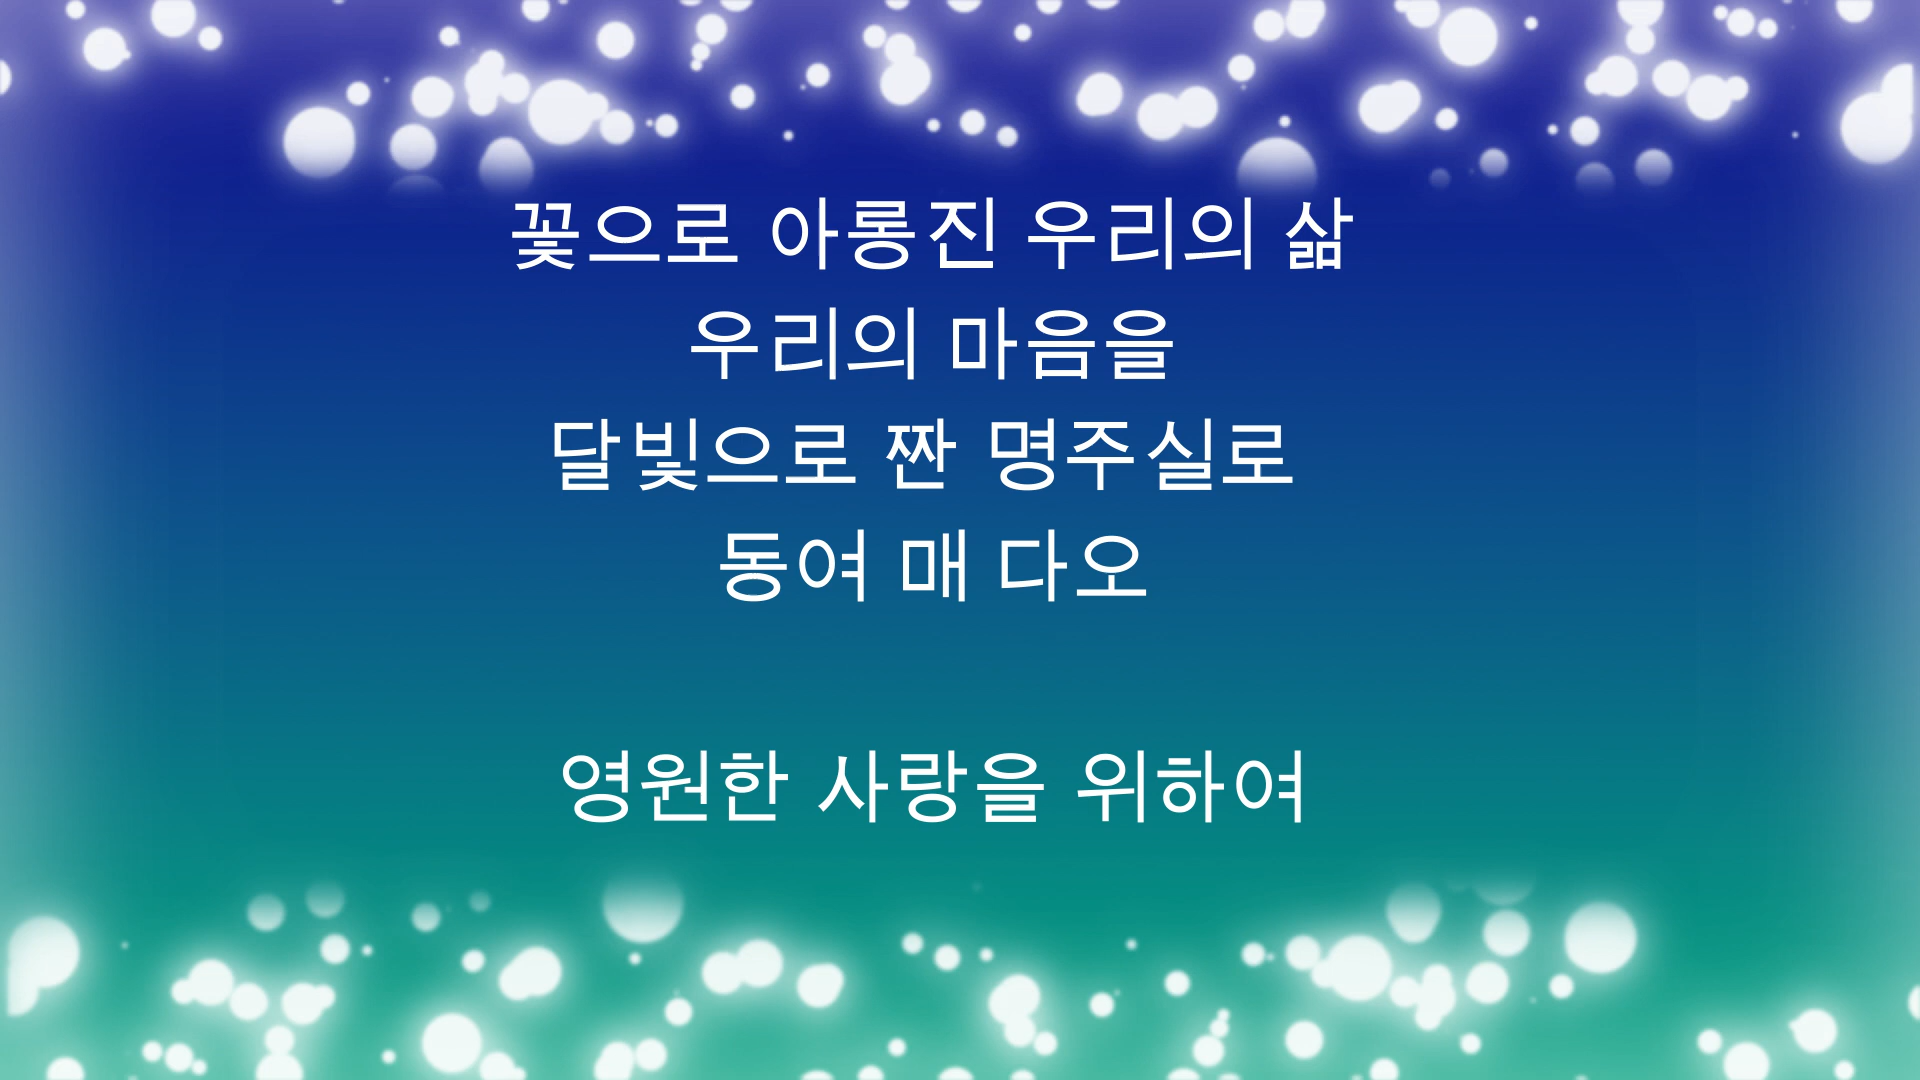 꽃으로 아롱진 우리의 삶
우리의 마음을
달빛으로 짠 명주실로
동여 매 다오
영원한 사랑을 위하여